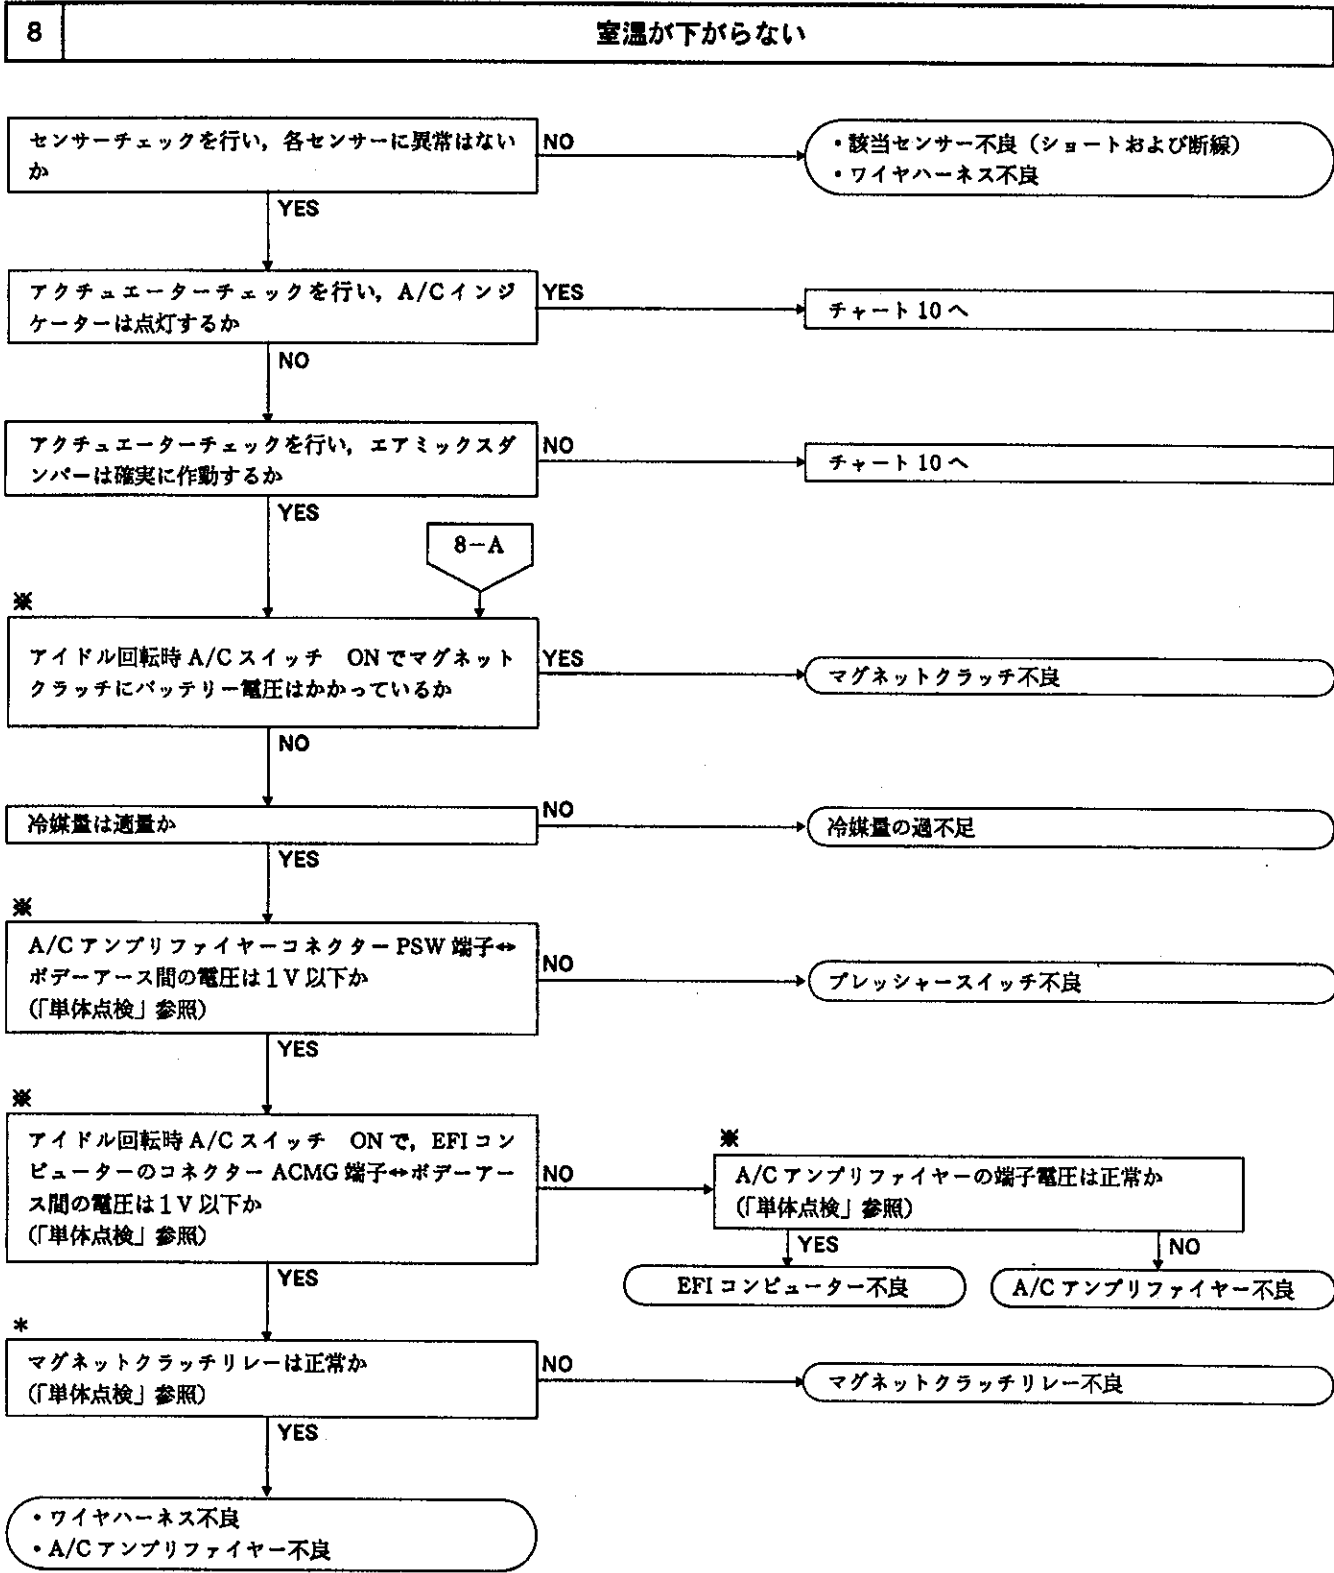 8
室温が下がらない
センサーチェックを行い，各センサーに異常はない
か
NO
・該当センサー不良（ショートおよび断線）
・ワイヤハーネス不良
YES
アクチュエーターチェックを行い，A/Cインジ
ケーターは点灯するか
YES
チャート10へ
NO
アクチュエーターチェックを行い，エアミックスダ
ンパーは確実に作動するか
NO
チャート10へ
YES
8-A
※
アイドル回転時A/Cスイッチ　ONでマグネット
クラッチにバッテリー電圧はかかっているか
YES
マグネットクラッチ不良
NO
冷媒量は適量か
NO
冷媒量の過不足
YES
※
A/Cアンプリファイヤーコネクター PSW 端子↔
ボデーアース間の電圧は1V以下か
（「単体点検」参照）
NO
プレッシャースイッチ不良
YES
※
アイドル回転時A/Cスイッチ　ONで，EFIコン
ピューターのコネクター ACMG 端子↔ボデーアー
ス間の電圧は1V以下か
（「単体点検」参照）
NO
※
A/Cアンプリファイヤーの端子電圧は正常か
（「単体点検」参照）
YES
NO
EFIコンピューター不良
A/Cアンプリファイヤー不良
YES
*
マグネットクラッチリレーは正常か
（「単体点検」参照）
NO
マグネットクラッチリレー不良
YES
・ワイヤハーネス不良
・A/Cアンプリファイヤー不良